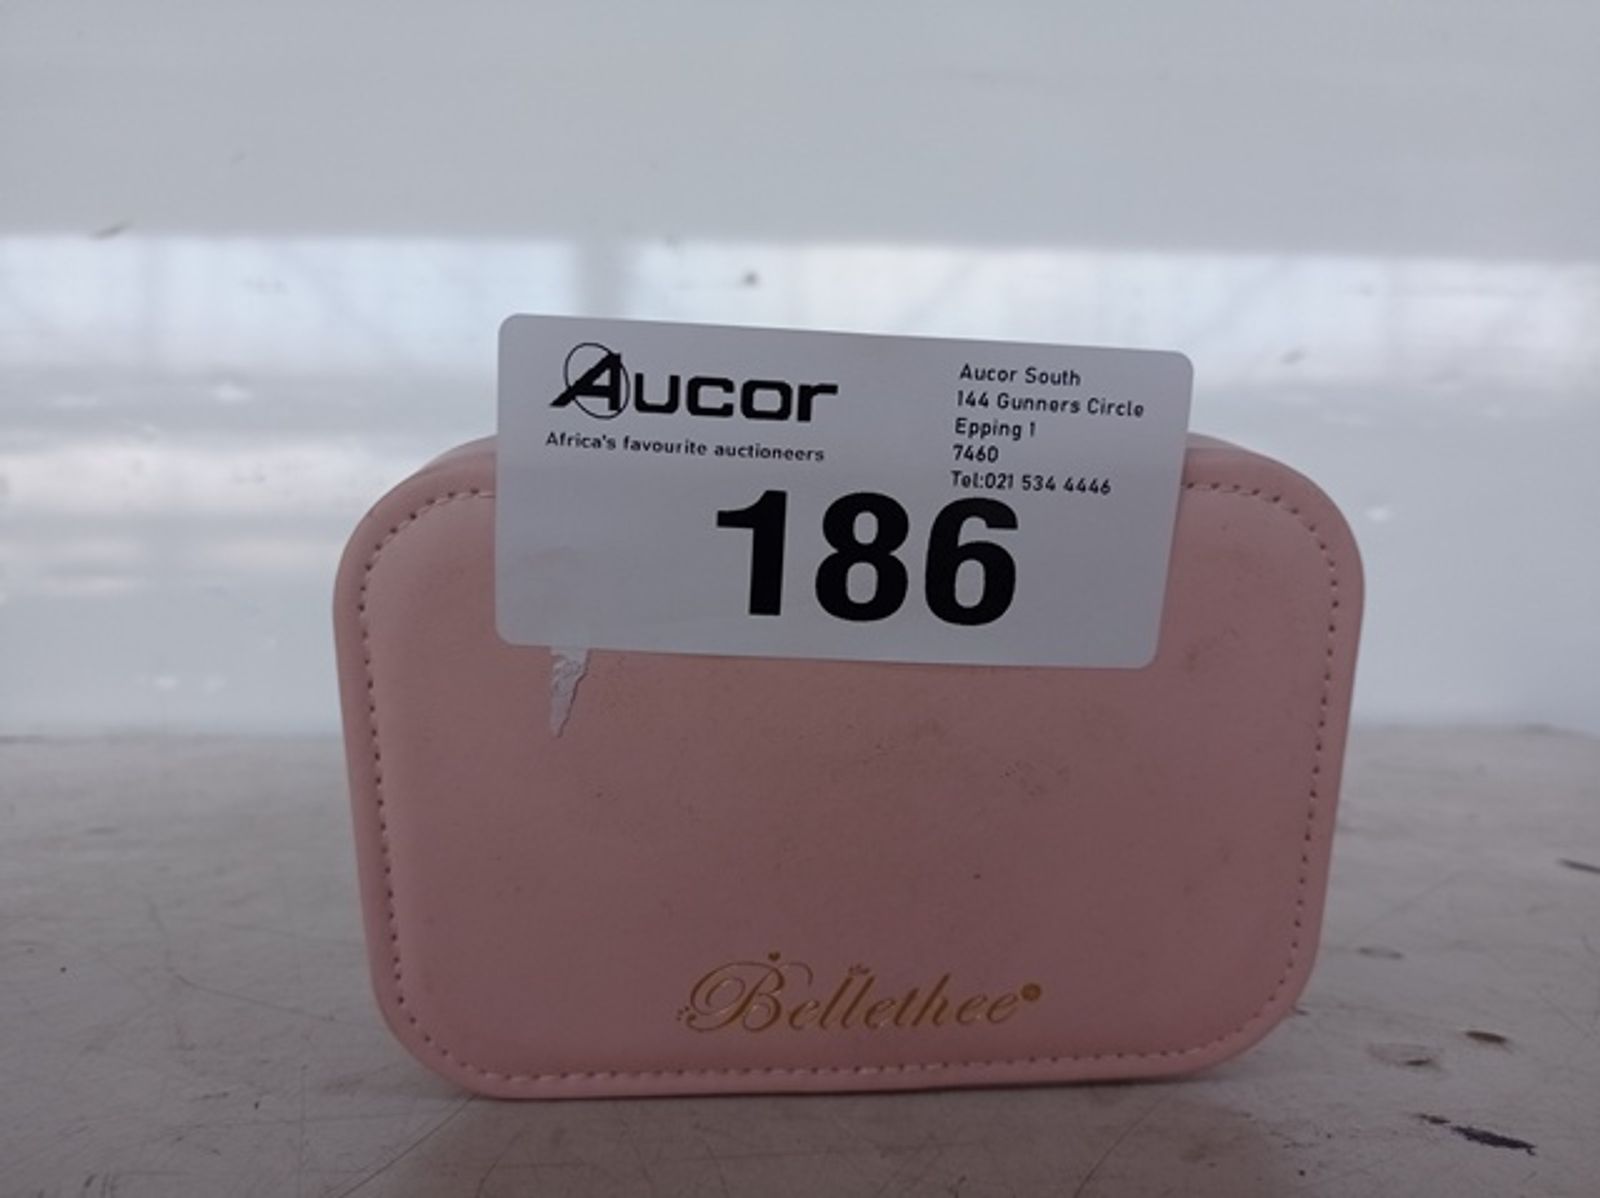 Aucor
Africa's favourite auctioneers
Aucor South
144 Gunners Circle
Epping 1
7460
Tel:021 534 4446
186
Bellethee